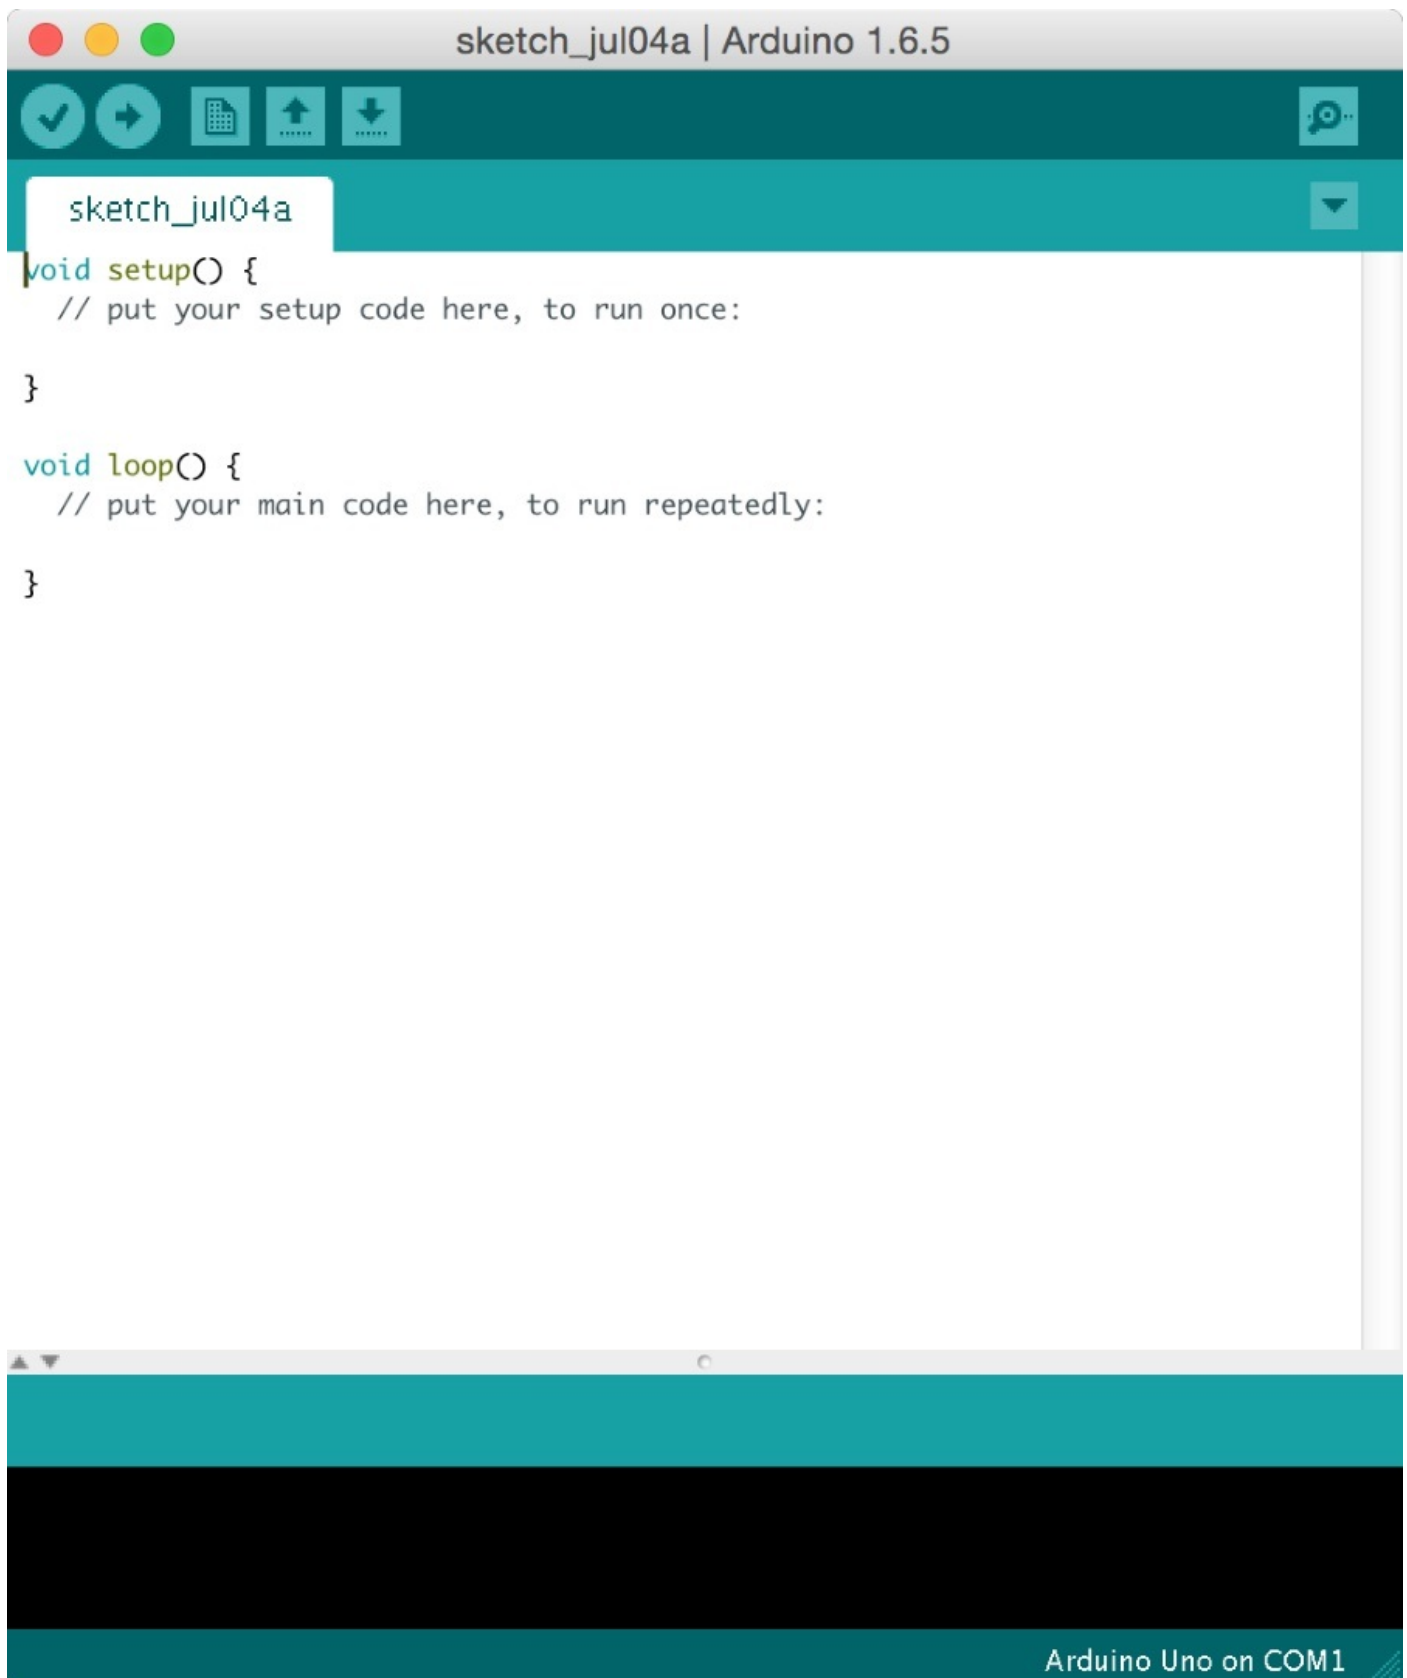 sketch_jul04a | Arduino 1.6.5
sketch_jul04a
void setup() {
  // put your setup code here, to run once:
}
void loop() {
  // put your main code here, to run repeatedly:
}
Arduino Uno on COM1